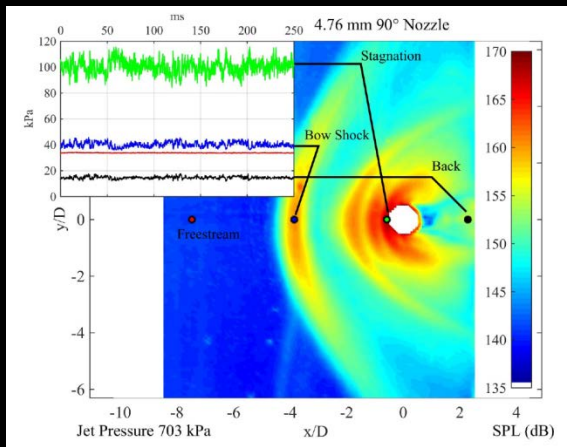 ms
0 50 100 150 200 250
4.76 mm 90° Nozzle
120
100
80
60
40
20
0
kPa
Stagnation
Bow Shock
Back
Freestream
y/D
0
-2
-4
-6
-10 -8 -6 -4 -2 0 2 4
x/D
Jet Pressure 703 kPa
170
165
160
155
150
145
140
135
SPL (dB)